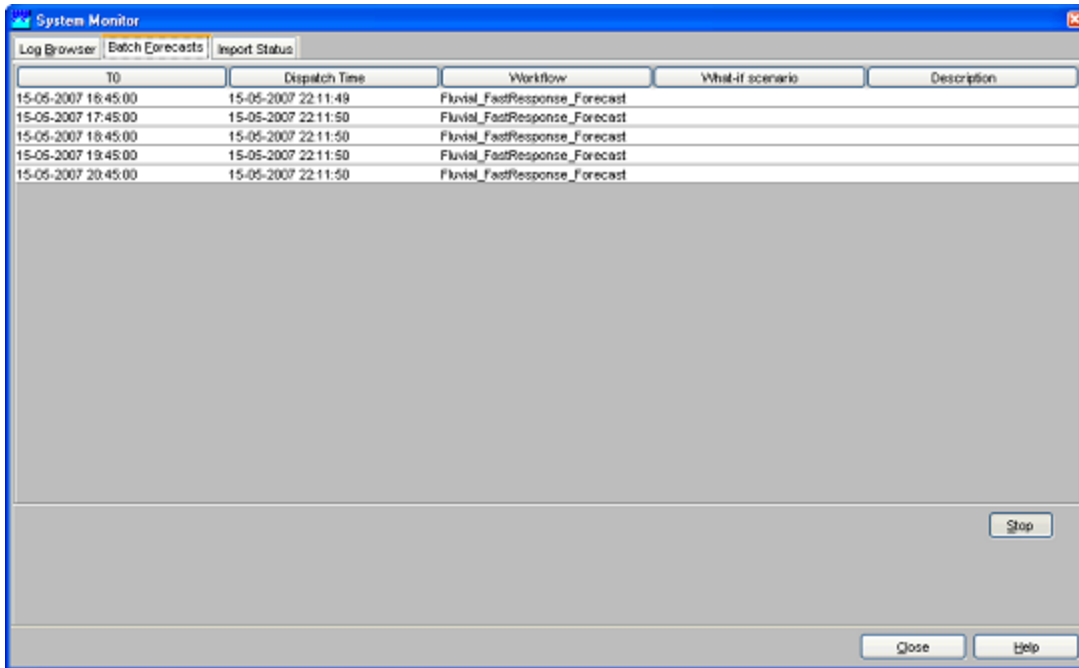 System Monitor
Log Browser Batch Forecasts Import Status
T0 Dispatch Time Workflow What-if scenario Description
15-05-2007 16:45:00 15-05-2007 22:11:49 Fluvial_FastResponse_Forecast
15-05-2007 17:45:00 15-05-2007 22:11:50 Fluvial_FastResponse_Forecast
15-05-2007 18:45:00 15-05-2007 22:11:50 Fluvial_FastResponse_Forecast
15-05-2007 19:45:00 15-05-2007 22:11:50 Fluvial_FastResponse_Forecast
15-05-2007 20:45:00 15-05-2007 22:11:50 Fluvial_FastResponse_Forecast
Stop
Close Help